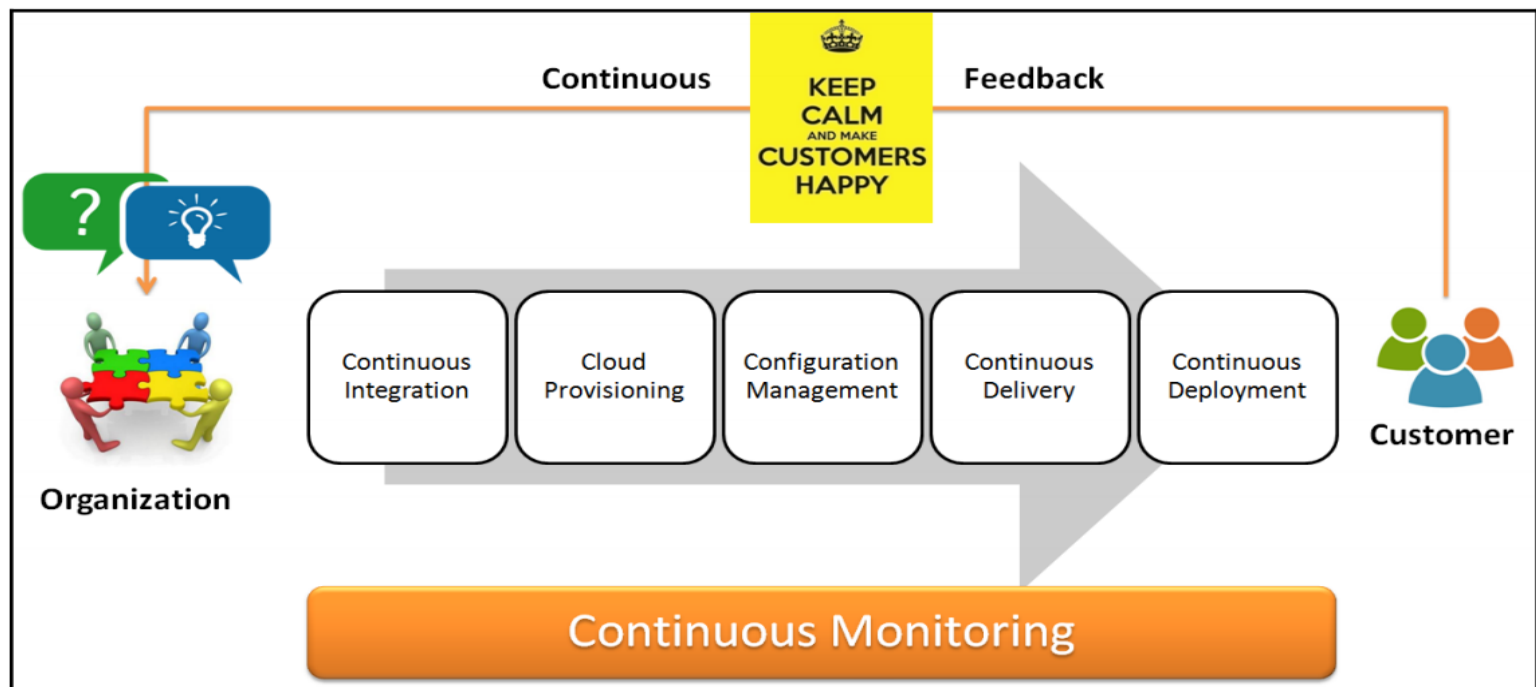 Continuous
Feedback
KEEP
CALM
AND MAKE
CUSTOMERS
HAPPY
?
Organization
Continuous
Integration
Cloud
Provisioning
Configuration
Management
Continuous
Delivery
Continuous
Deployment
Customer
Continuous Monitoring